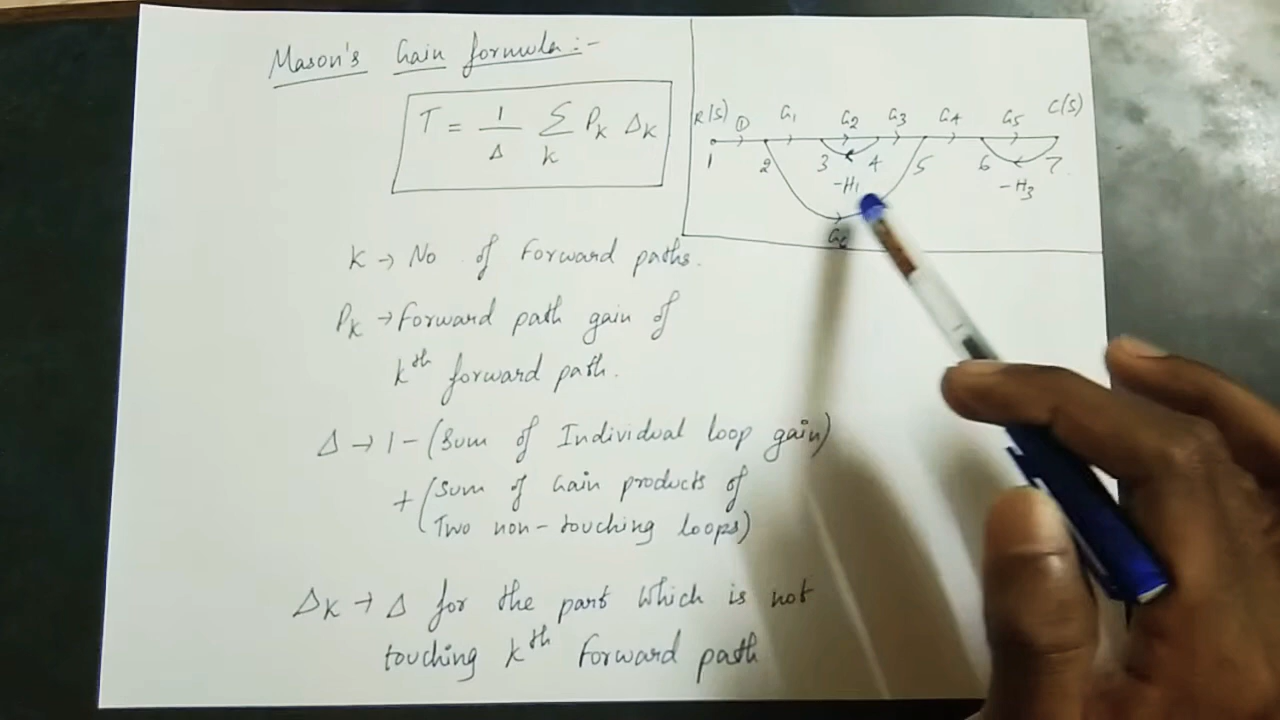 Mason's Gain formula:-
T = 1/Δ Σ_K P_K Δ_K
R(S) ① G1 G2 G3 G4 G5 C(S)
1 2 3 4 5 6 7
-H1 -H3
G6
K → No of Forward paths.
P_K → Forward path gain of
K^th forward path.
Δ → 1 - (Sum of Individual loop gain)
+ (Sum of Gain products of
Two non-touching loops)
Δ_K → Δ for the part which is not
touching K^th Forward path